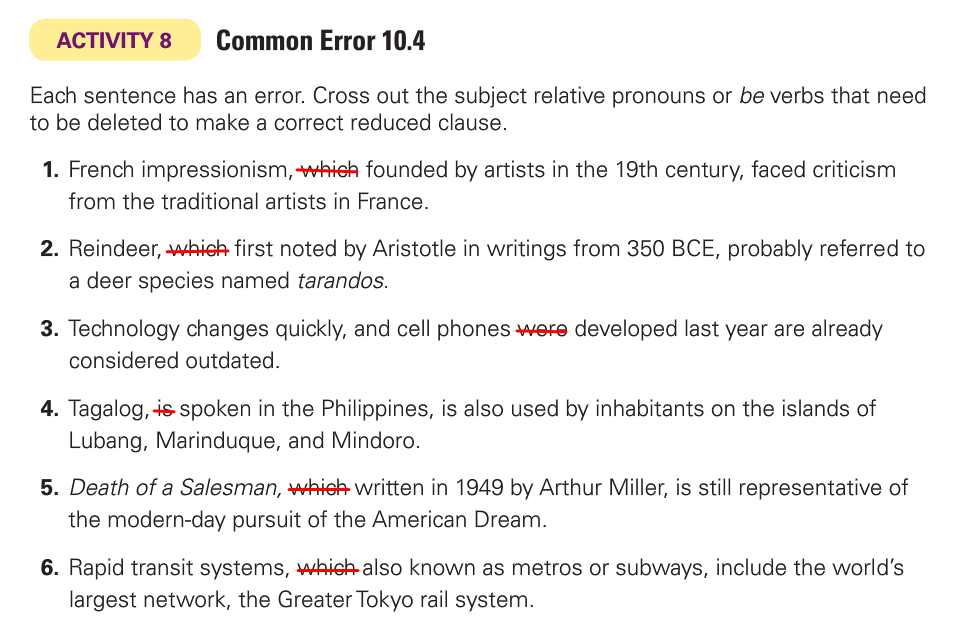 ACTIVITY 8 Common Error 10.4
Each sentence has an error. Cross out the subject relative pronouns or be verbs that need
to be deleted to make a correct reduced clause.
1. French impressionism, which founded by artists in the 19th century, faced criticism
from the traditional artists in France.
2. Reindeer, which first noted by Aristotle in writings from 350 BCE, probably referred to
a deer species named tarandos.
3. Technology changes quickly, and cell phones were developed last year are already
considered outdated.
4. Tagalog, is spoken in the Philippines, is also used by inhabitants on the islands of
Lubang, Marinduque, and Mindoro.
5. Death of a Salesman, which written in 1949 by Arthur Miller, is still representative of
the modern-day pursuit of the American Dream.
6. Rapid transit systems, which also known as metros or subways, include the world's
largest network, the Greater Tokyo rail system.